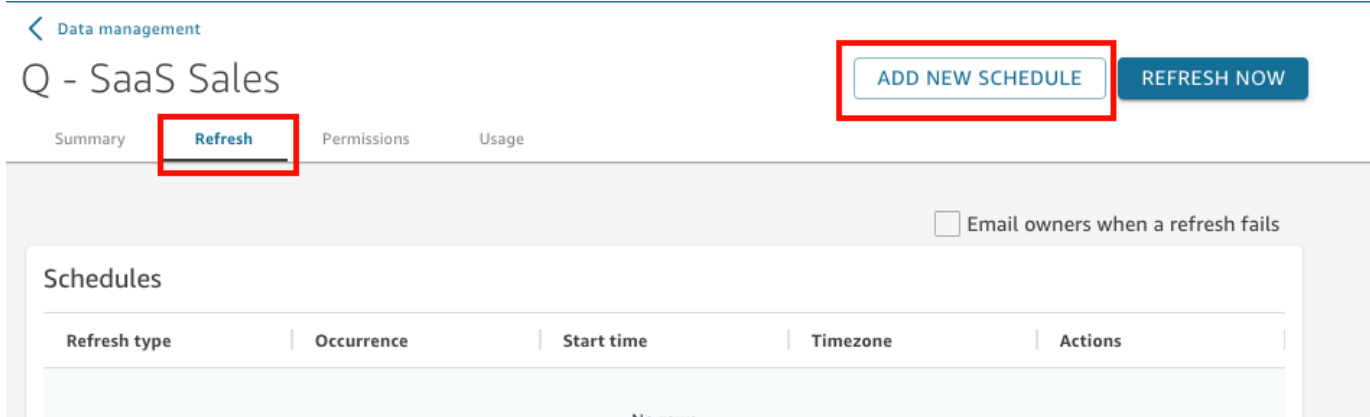 Data management
Q - SaaS Sales
ADD NEW SCHEDULE
REFRESH NOW
Summary Refresh Permissions Usage
Email owners when a refresh fails
Schedules
Refresh type Occurrence Start time Timezone Actions